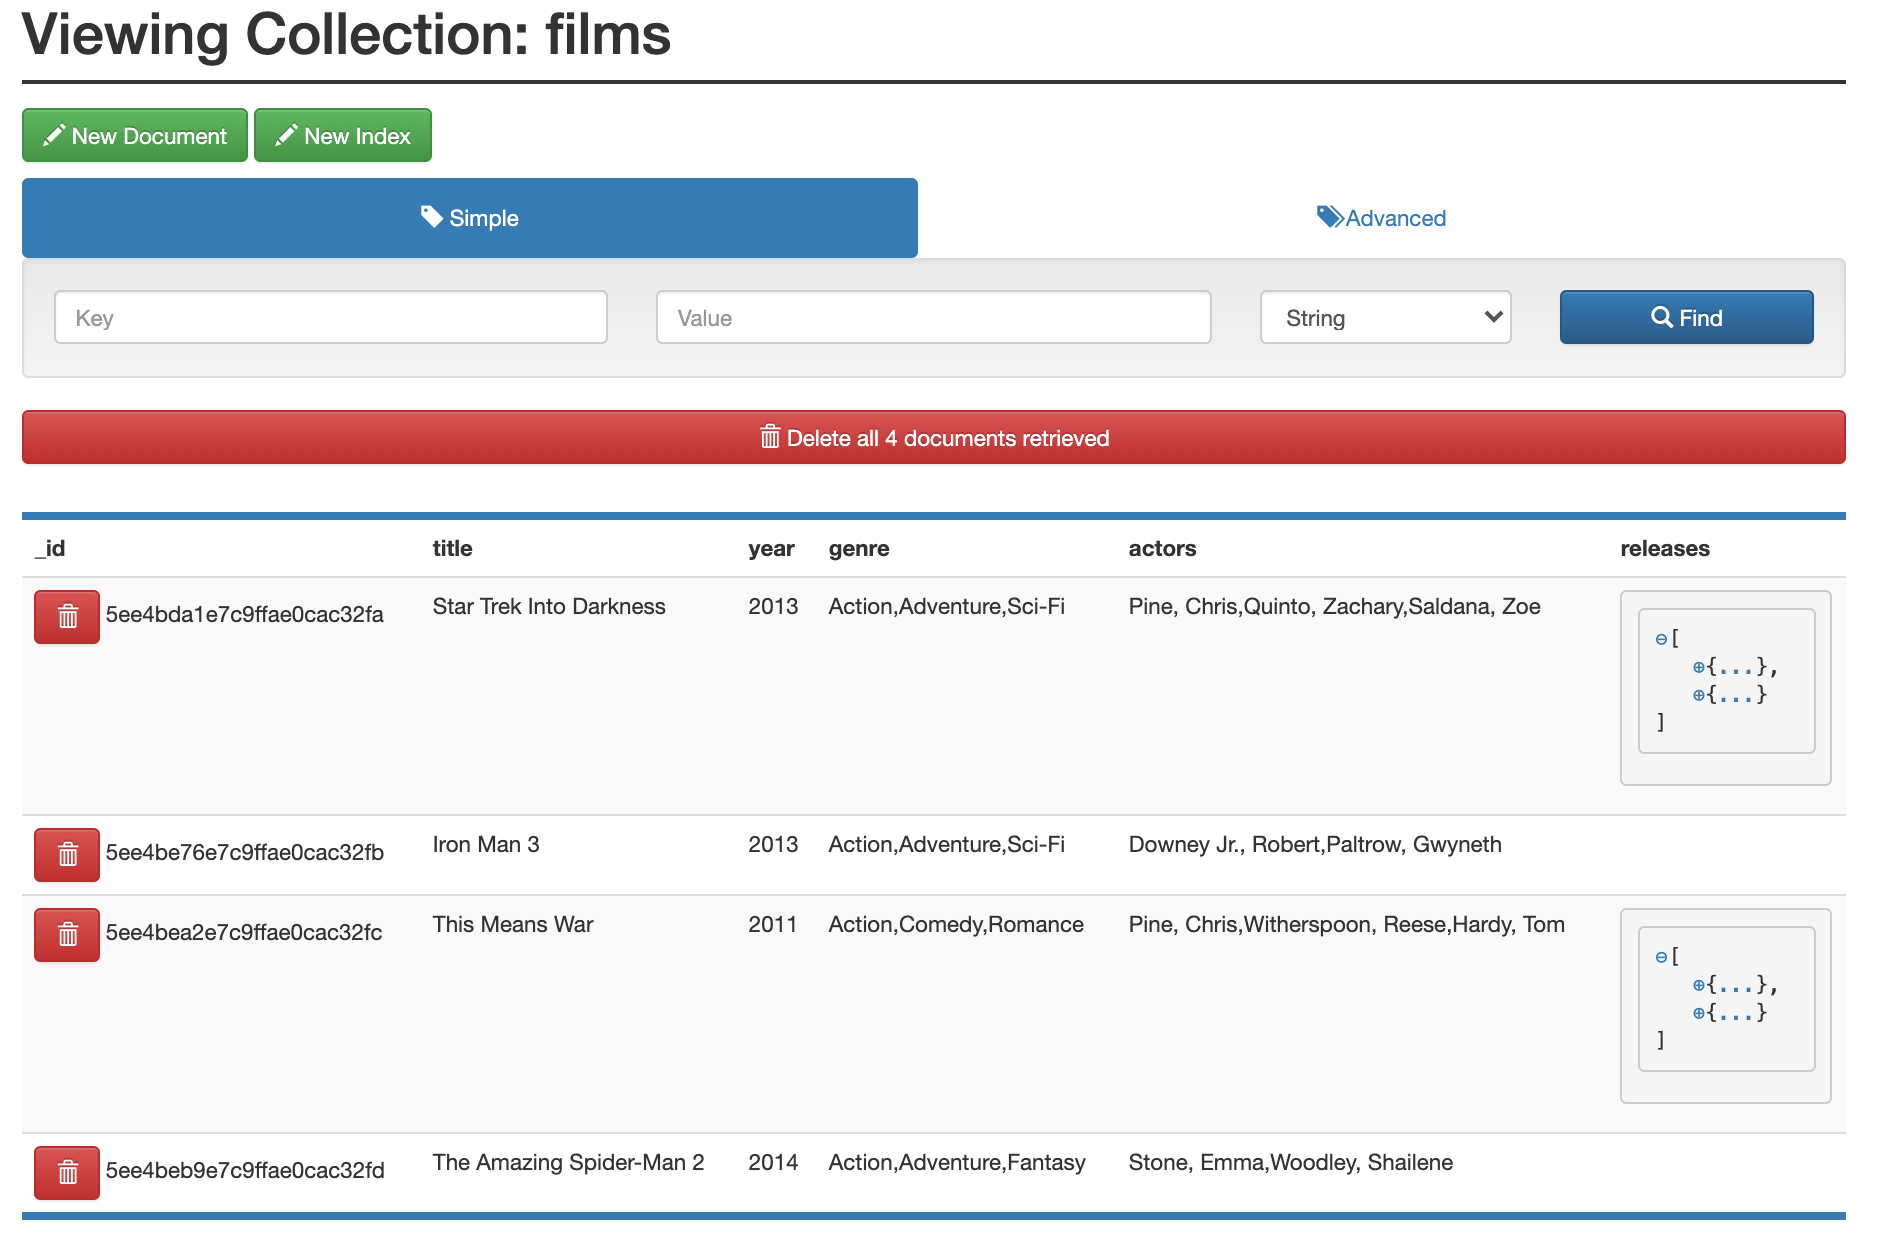 Viewing Collection: films
New Document New Index
Simple Advanced
Key Value String Find
Delete all 4 documents retrieved
_id title year genre actors releases
5ee4bda1e7c9ffae0cac32fa Star Trek Into Darkness 2013 Action,Adventure,Sci-Fi Pine, Chris,Quinto, Zachary,Saldana, Zoe
⊖[
⊕{...},
⊕{...}
]
5ee4be76e7c9ffae0cac32fb Iron Man 3 2013 Action,Adventure,Sci-Fi Downey Jr., Robert,Paltrow, Gwyneth
5ee4bea2e7c9ffae0cac32fc This Means War 2011 Action,Comedy,Romance Pine, Chris,Witherspoon, Reese,Hardy, Tom
⊖[
⊕{...},
⊕{...}
]
5ee4beb9e7c9ffae0cac32fd The Amazing Spider-Man 2 2014 Action,Adventure,Fantasy Stone, Emma,Woodley, Shailene